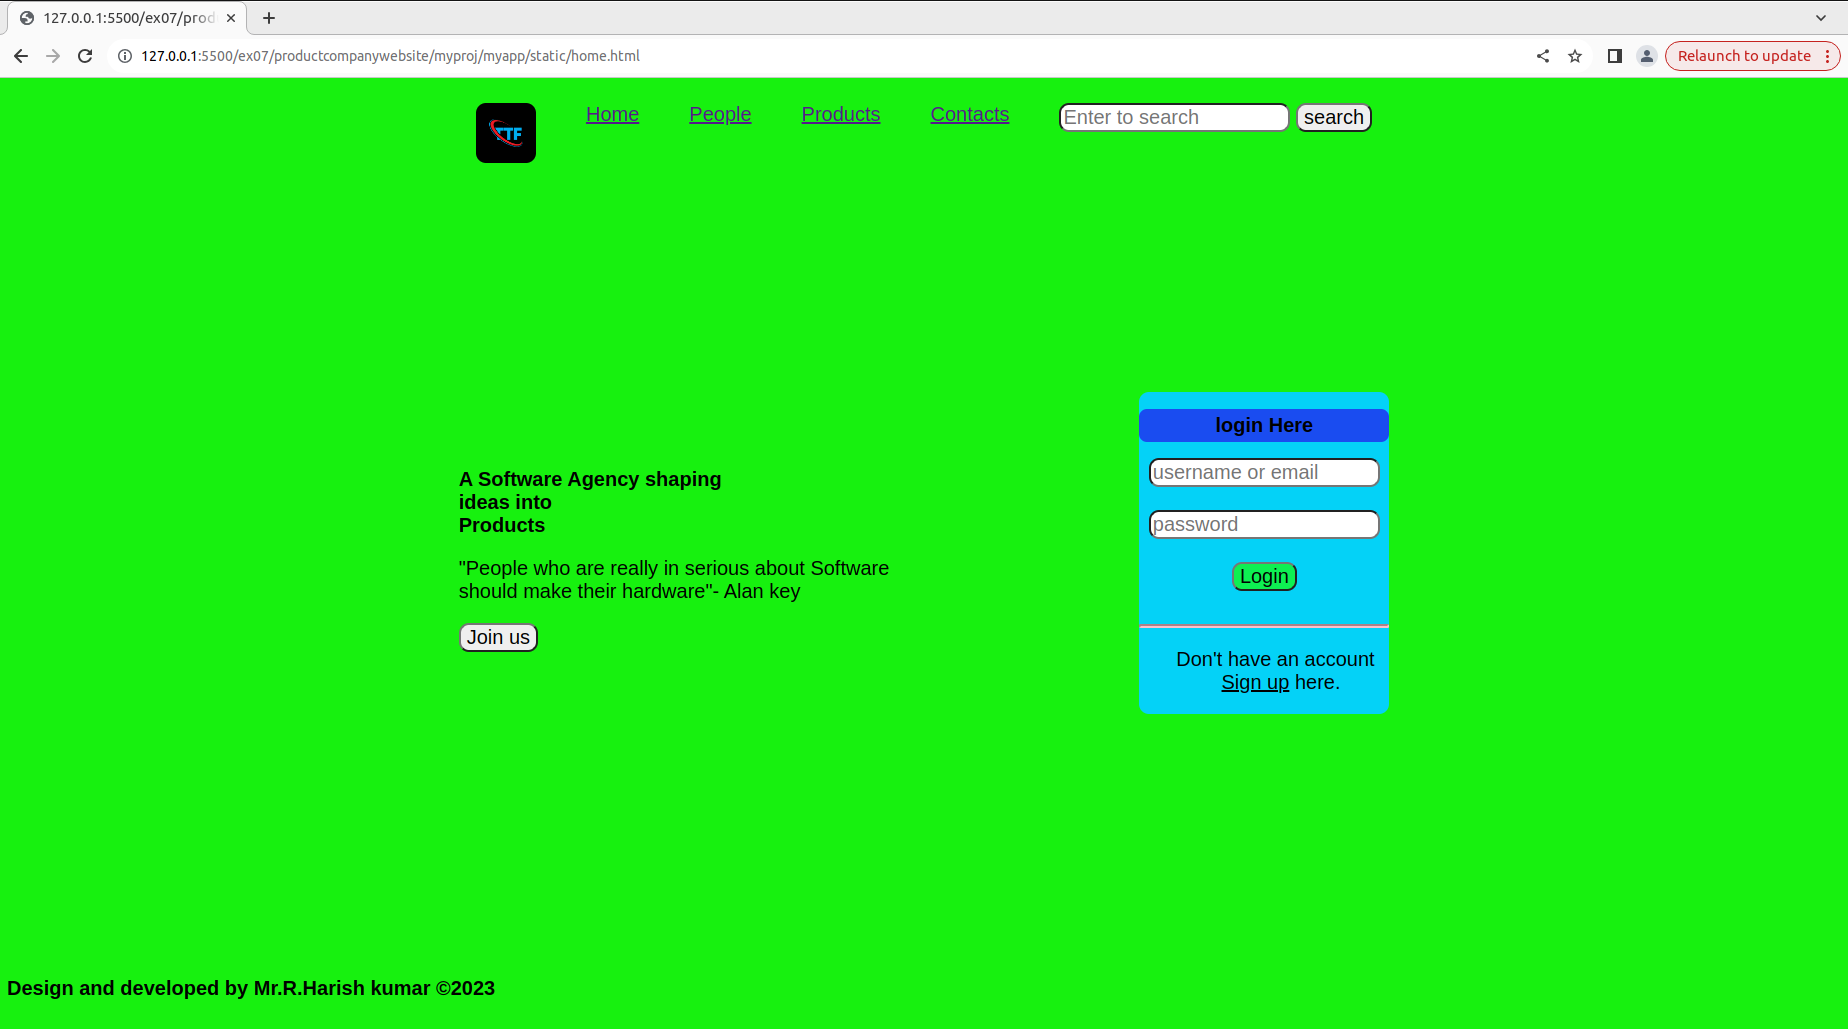 127.0.0.1:5500/ex07/prod
127.0.0.1:5500/ex07/productcompanywebsite/myproj/myapp/static/home.html
Relaunch to update
TTF
Home
People
Products
Contacts
Enter to search
search
A Software Agency shaping
ideas into
Products
"People who are really in serious about Software
should make their hardware"- Alan key
Join us
login Here
username or email
password
Login
Don't have an account
Sign up here.
Design and developed by Mr.R.Harish kumar ©2023